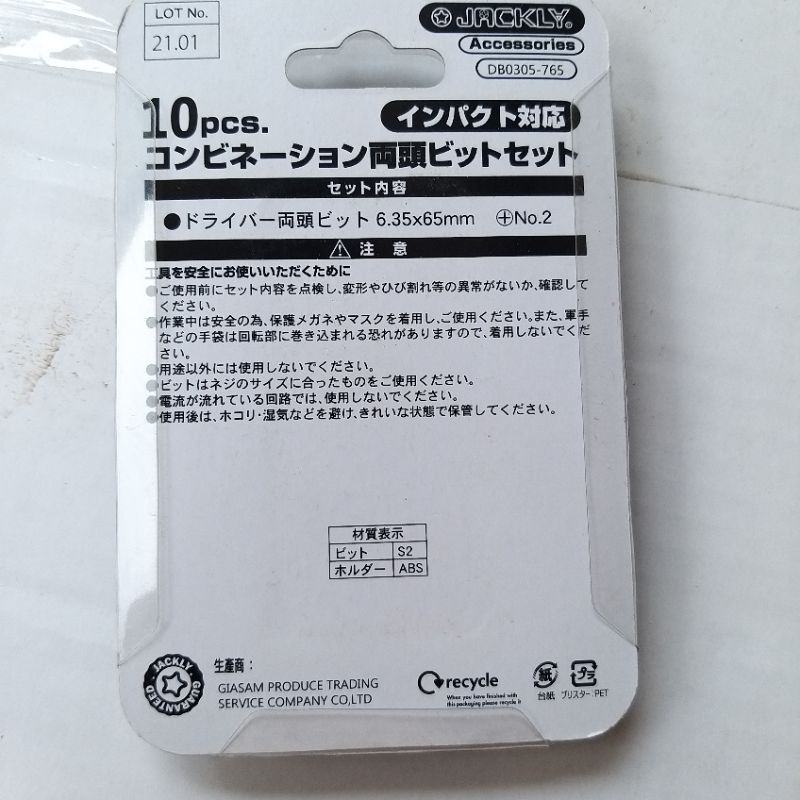 LOT No.
21.01
JACKLY®
Accessories
DB0305-765
10pcs.
インパクト対応
コンビネーション両頭ビットセット
セット内容
●ドライバー両頭ビット 6.35x65mm ⊕No.2
⚠ 注意
工具を安全にお使いいただくために
●ご使用前にセット内容を点検し、変形やひび割れ等の異常がないか、確認して
ください。
●作業中は安全の為、保護メガネやマスクを着用し、ご使用ください。また、軍手
などの手袋は回転部に巻き込まれる恐れがありますので、着用しないでくだ
さい。
●用途以外には使用しないでください。
●ビットはネジのサイズに合ったものをご使用ください。
●電流が流れている回路では、使用しないでください。
●使用後は、ホコリ・湿気などを避け、きれいな状態で保管してください。
材質表示
ビット S2
ホルダー ABS
JACKLY GUARANTEED
生產商：
GIASAM PRODUCE TRADING
SERVICE COMPANY CO,LTD
recycle
When you have finished with
this packaging please recycle it
紙
台紙
プラ
ブリスター:PET